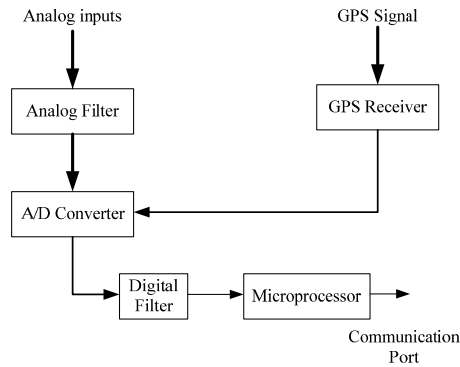 Analog inputs
GPS Signal
Analog Filter
GPS Receiver
A/D Converter
Digital
Filter
Microprocessor
Communication
Port